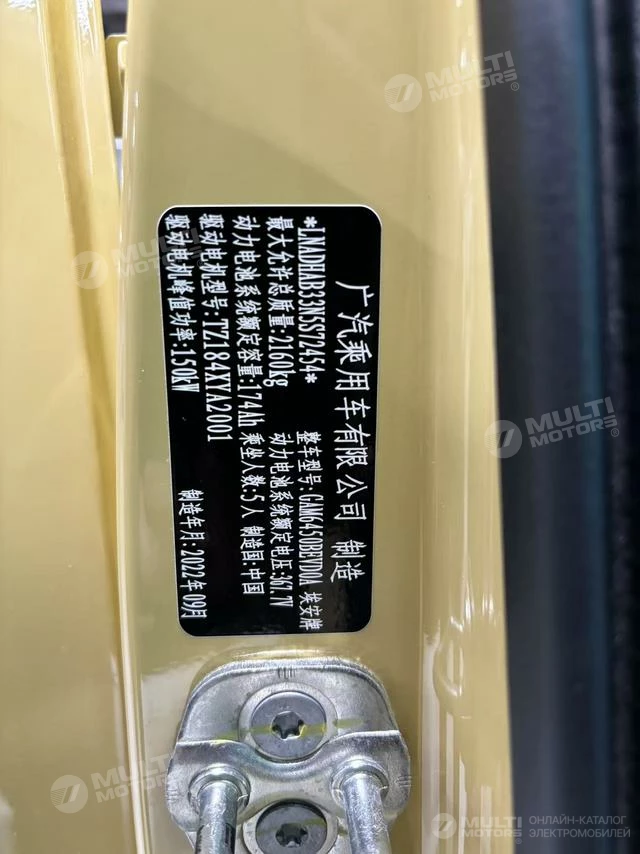 广汽乘用车有限公司 制造
*LNADHAB33N5S72454* 整车型号:GAM6450BEVD0A 埃安牌
最大允许总质量:2160kg 动力电池系统额定电压:367.7V
动力电池系统额定容量:174Ah 乘坐人数:5人 制造国:中国
驱动电机型号:TZ184XYA2001
驱动电机峰值功率:150kW 制造年月:2022年09月
MULTI MOTORS®
MULTI MOTORS
MULTI MOTORS®
MULTI MOTORS
MULTI MOTORS
ОНЛАЙН-КАТАЛОГ
ЭЛЕКТРОМОБИЛЕЙ